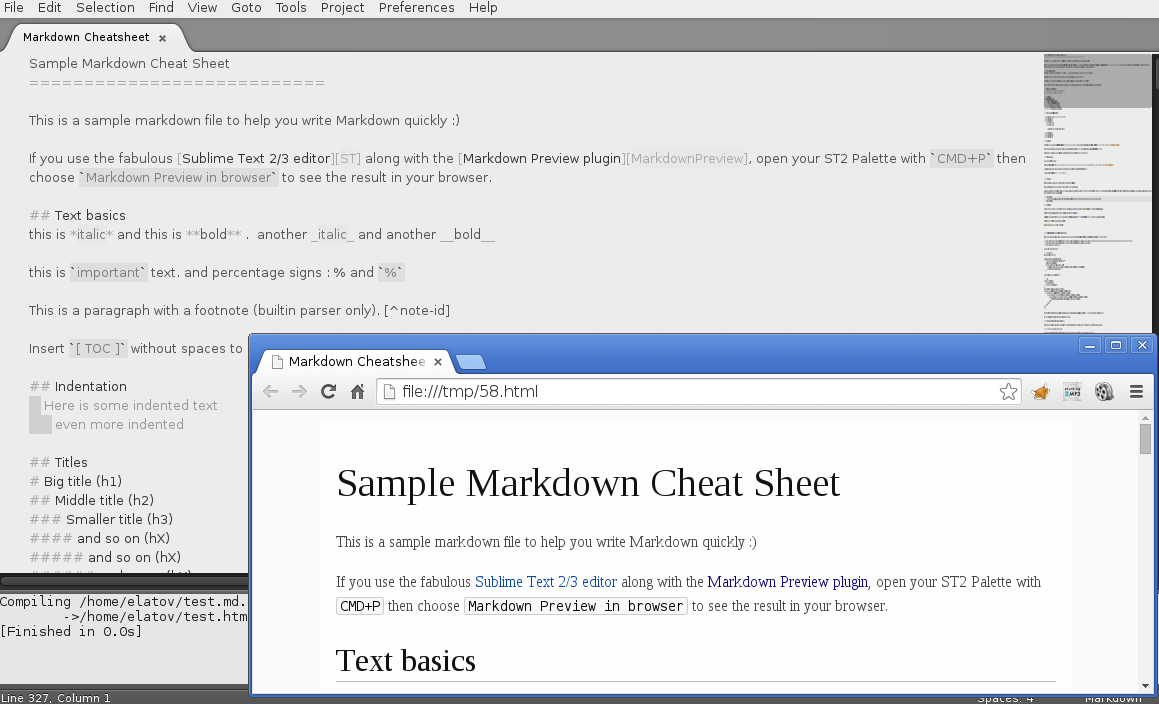 File Edit Selection Find View Goto Tools Project Preferences Help
Markdown Cheatsheet ×
Sample Markdown Cheat Sheet
===========================
This is a sample markdown file to help you write Markdown quickly :)
If you use the fabulous [Sublime Text 2/3 editor][ST] along with the [Markdown Preview plugin][MarkdownPreview], open your ST2 Palette with `CMD+P` then
choose `Markdown Preview in browser` to see the result in your browser.
## Text basics
this is *italic* and this is **bold** .  another _italic_ and another __bold__
this is `important` text. and percentage signs : % and `%`
This is a paragraph with a footnote (builtin parser only). [^note-id]
Insert `[ TOC ]` without spaces to
## Indentation
Here is some indented text
even more indented
## Titles
# Big title (h1)
## Middle title (h2)
### Smaller title (h3)
#### and so on (hX)
##### and so on (hX)
Compiling /home/elatov/test.md.
->/home/elatov/test.htm
[Finished in 0.0s]
Line 327, Column 1
Spaces: 4 Markdown
Markdown Cheatshee ×
file:///tmp/58.html
Sample Markdown Cheat Sheet
This is a sample markdown file to help you write Markdown quickly :)
If you use the fabulous Sublime Text 2/3 editor along with the Markdown Preview plugin, open your ST2 Palette with
CMD+P then choose Markdown Preview in browser to see the result in your browser.
Text basics